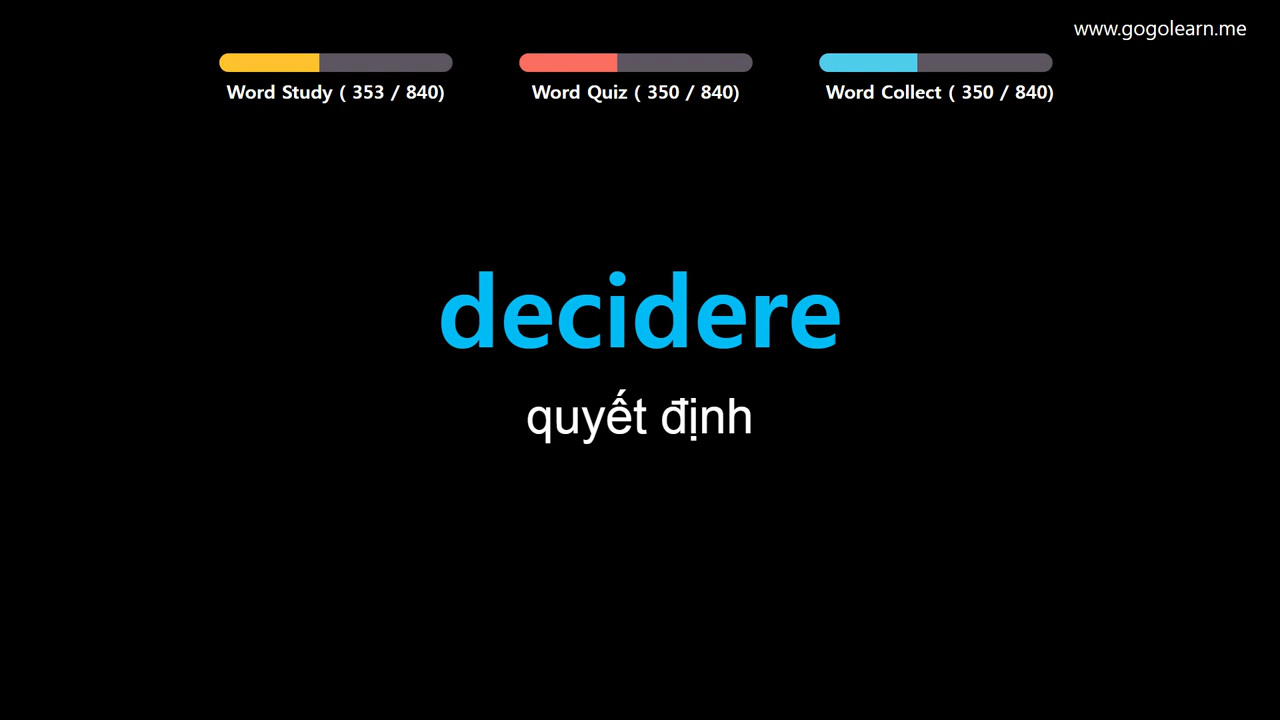 www.gogolearn.me
Word Study ( 353 / 840)
Word Quiz ( 350 / 840)
Word Collect ( 350 / 840)
decidere
quyết định